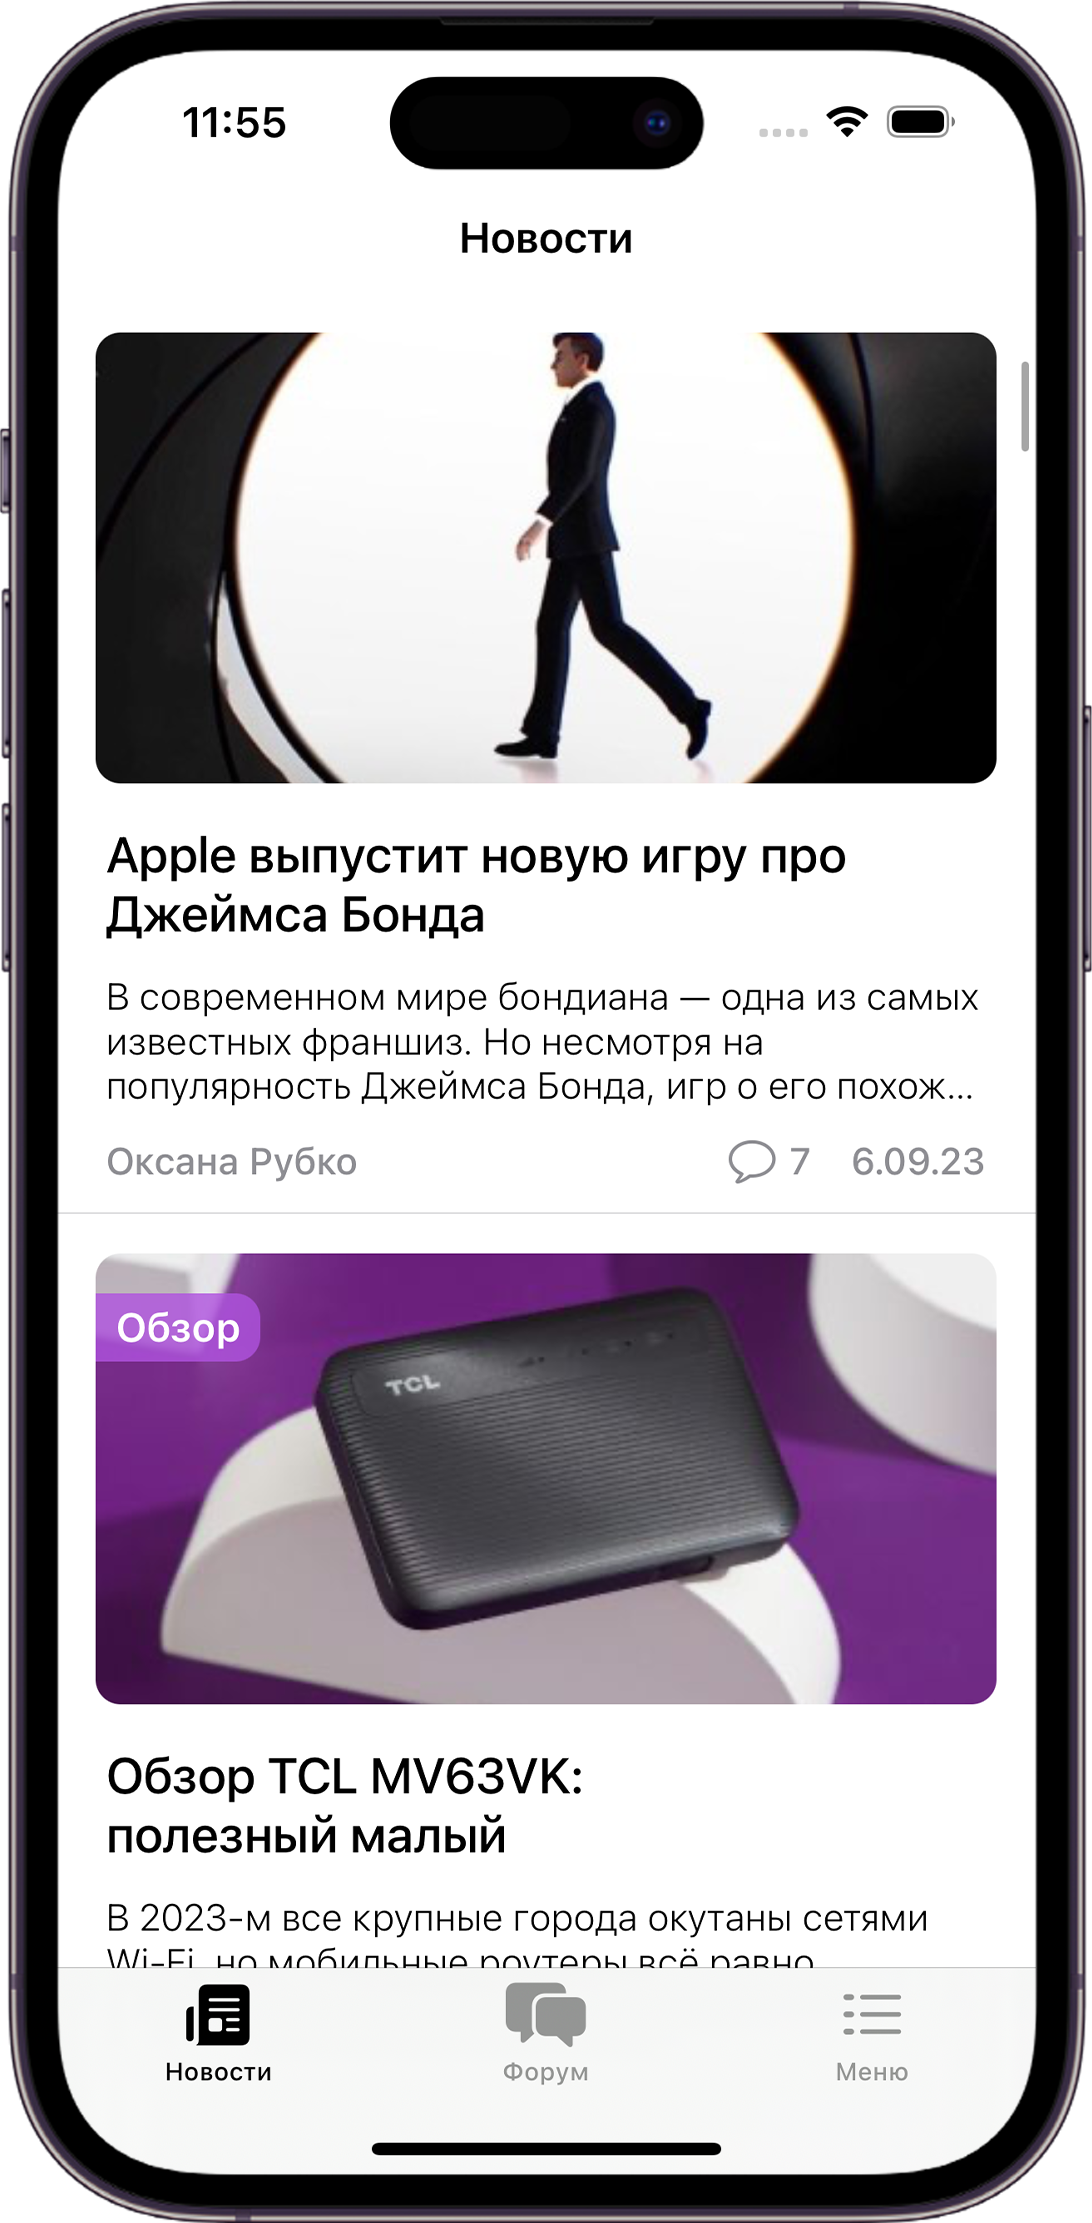 11:55
Новости
Apple выпустит новую игру про
Джеймса Бонда
В современном мире бондиана — одна из самых
известных франшиз. Но несмотря на
популярность Джеймса Бонда, игр о его похож...
Оксана Рубко 7 6.09.23
Обзор
TCL
Обзор TCL MV63VK:
полезный малый
В 2023-м все крупные города окутаны сетями
Wi-Fi, но мобильные роутеры всё равно
Новости Форум Меню